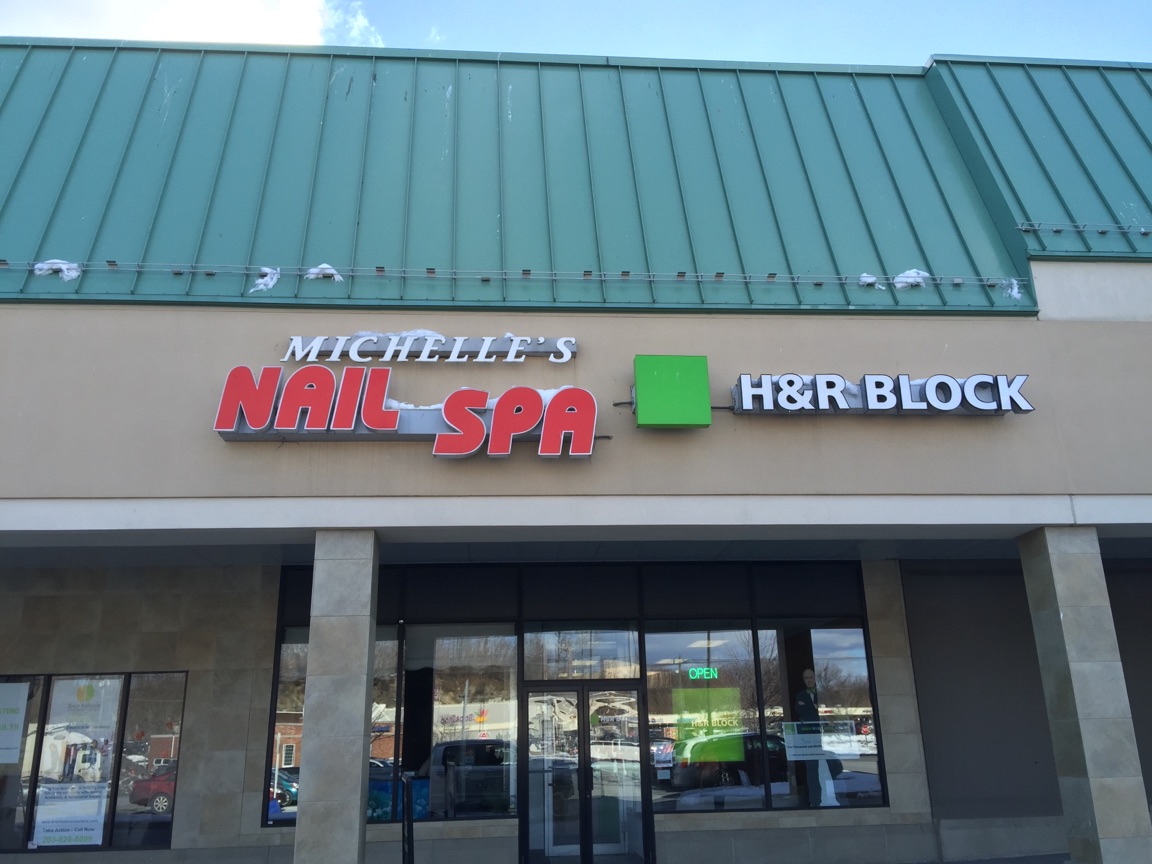 MICHELLE'S
NAIL SPA
H&R BLOCK
OPEN
H&R BLOCK
Take Action - Call Now